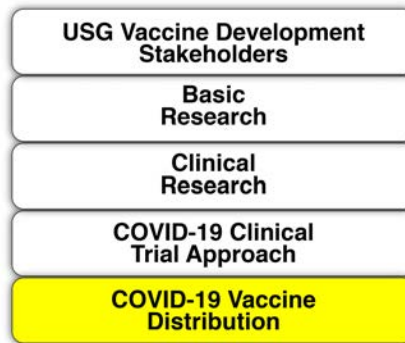 USG Vaccine Development
Stakeholders
Basic
Research
Clinical
Research
COVID-19 Clinical
Trial Approach
COVID-19 Vaccine
Distribution